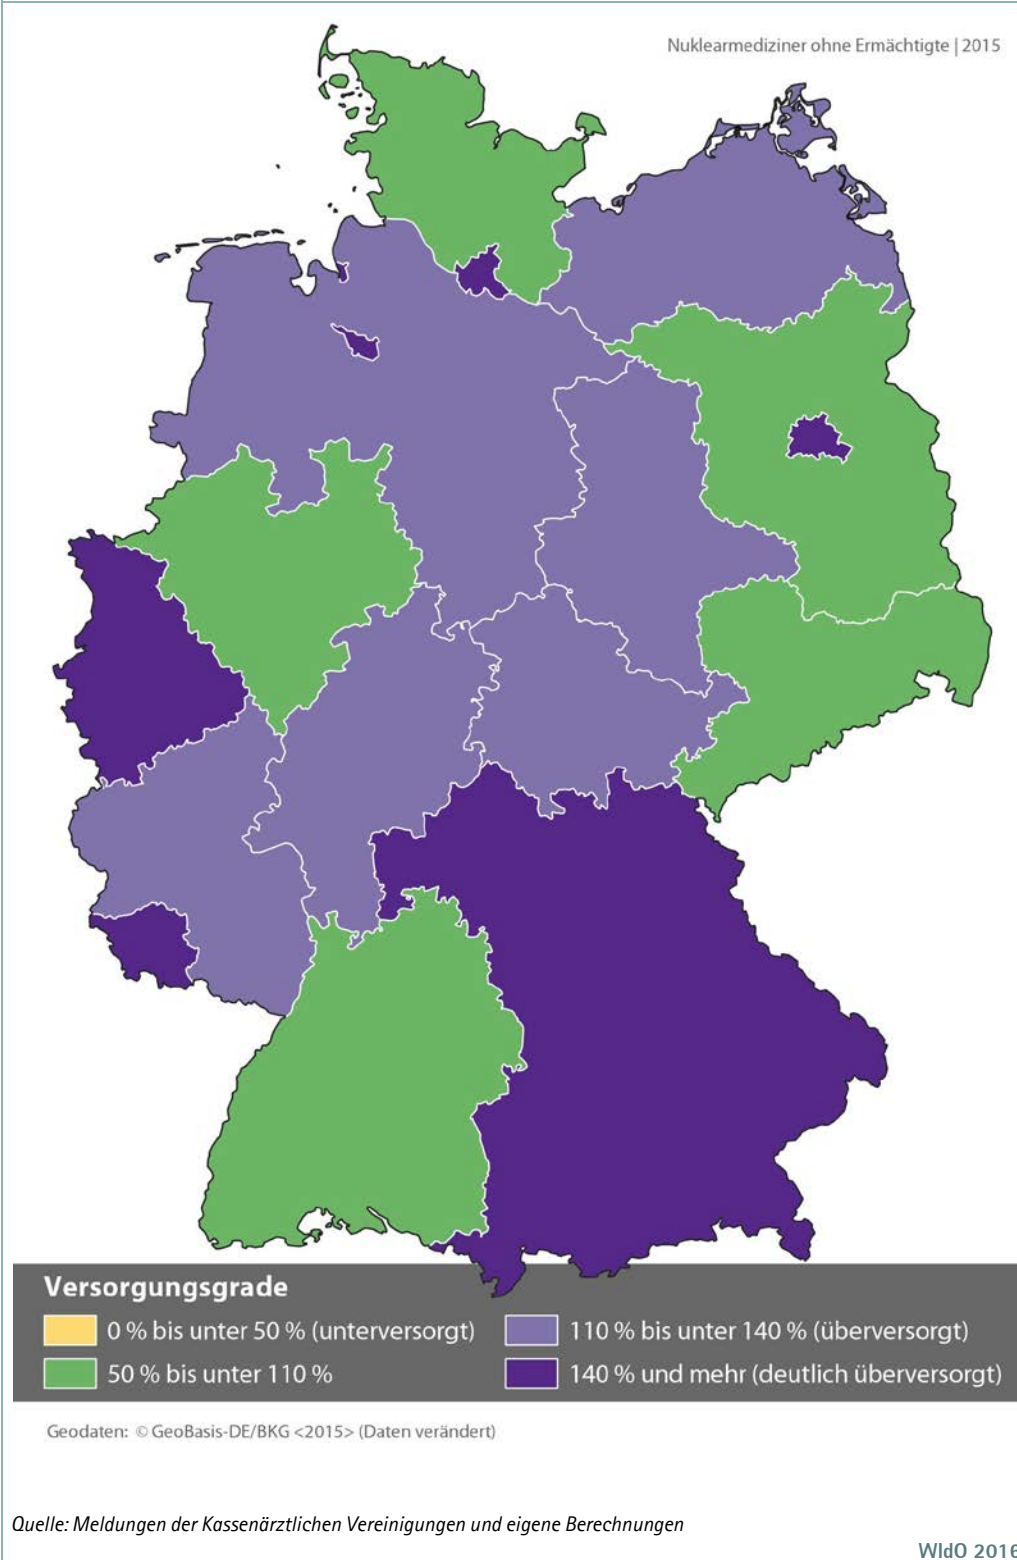 Nuklearmediziner ohne Ermächtigte | 2015
Versorgungsgrade
0 % bis unter 50 % (unterversorgt)
110 % bis unter 140 % (überversorgt)
50 % bis unter 110 %
140 % und mehr (deutlich überversorgt)
Geodaten: © GeoBasis-DE/BKG <2015> (Daten verändert)
Quelle: Meldungen der Kassenärztlichen Vereinigungen und eigene Berechnungen
WIdO 2016